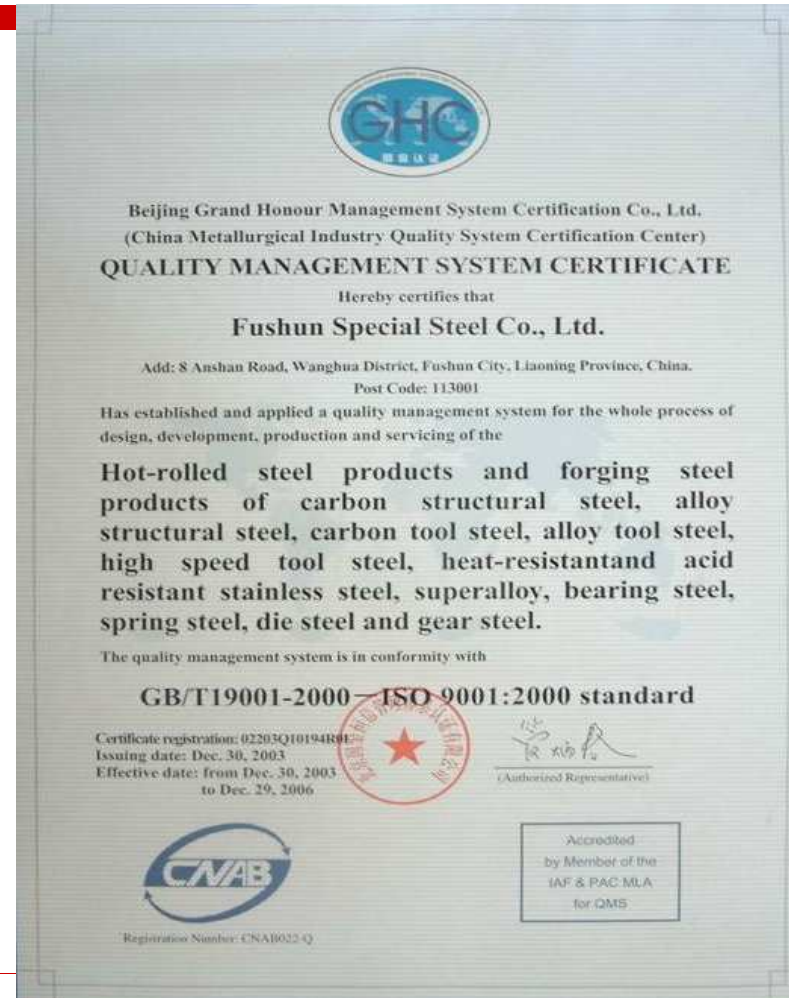 GHC
Beijing Grand Honour Management System Certification Co., Ltd.
(China Metallurgical Industry Quality System Certification Center)
QUALITY MANAGEMENT SYSTEM CERTIFICATE
Hereby certifies that
Fushun Special Steel Co., Ltd.
Add: 8 Anshan Road, Wanghua District, Fushun City, Liaoning Province, China.
Post Code: 113001
Has established and applied a quality management system for the whole process of
design, development, production and servicing of the
Hot-rolled steel products and forging steel
products of carbon structural steel, alloy
structural steel, carbon tool steel, alloy tool steel,
high speed tool steel, heat-resistantand acid
resistant stainless steel, superalloy, bearing steel,
spring steel, die steel and gear steel.
The quality management system is in conformity with
GB/T19001-2000—ISO 9001:2000 standard
Certificate registration: 02203Q10194R0L
Issuing date: Dec. 30, 2003
Effective date: from Dec. 30, 2003
to Dec. 29, 2006
(Authorized Representative)
CNAB
Registration Number: CNAB022-Q
Accredited
by Member of the
IAF & PAC MLA
for QMS